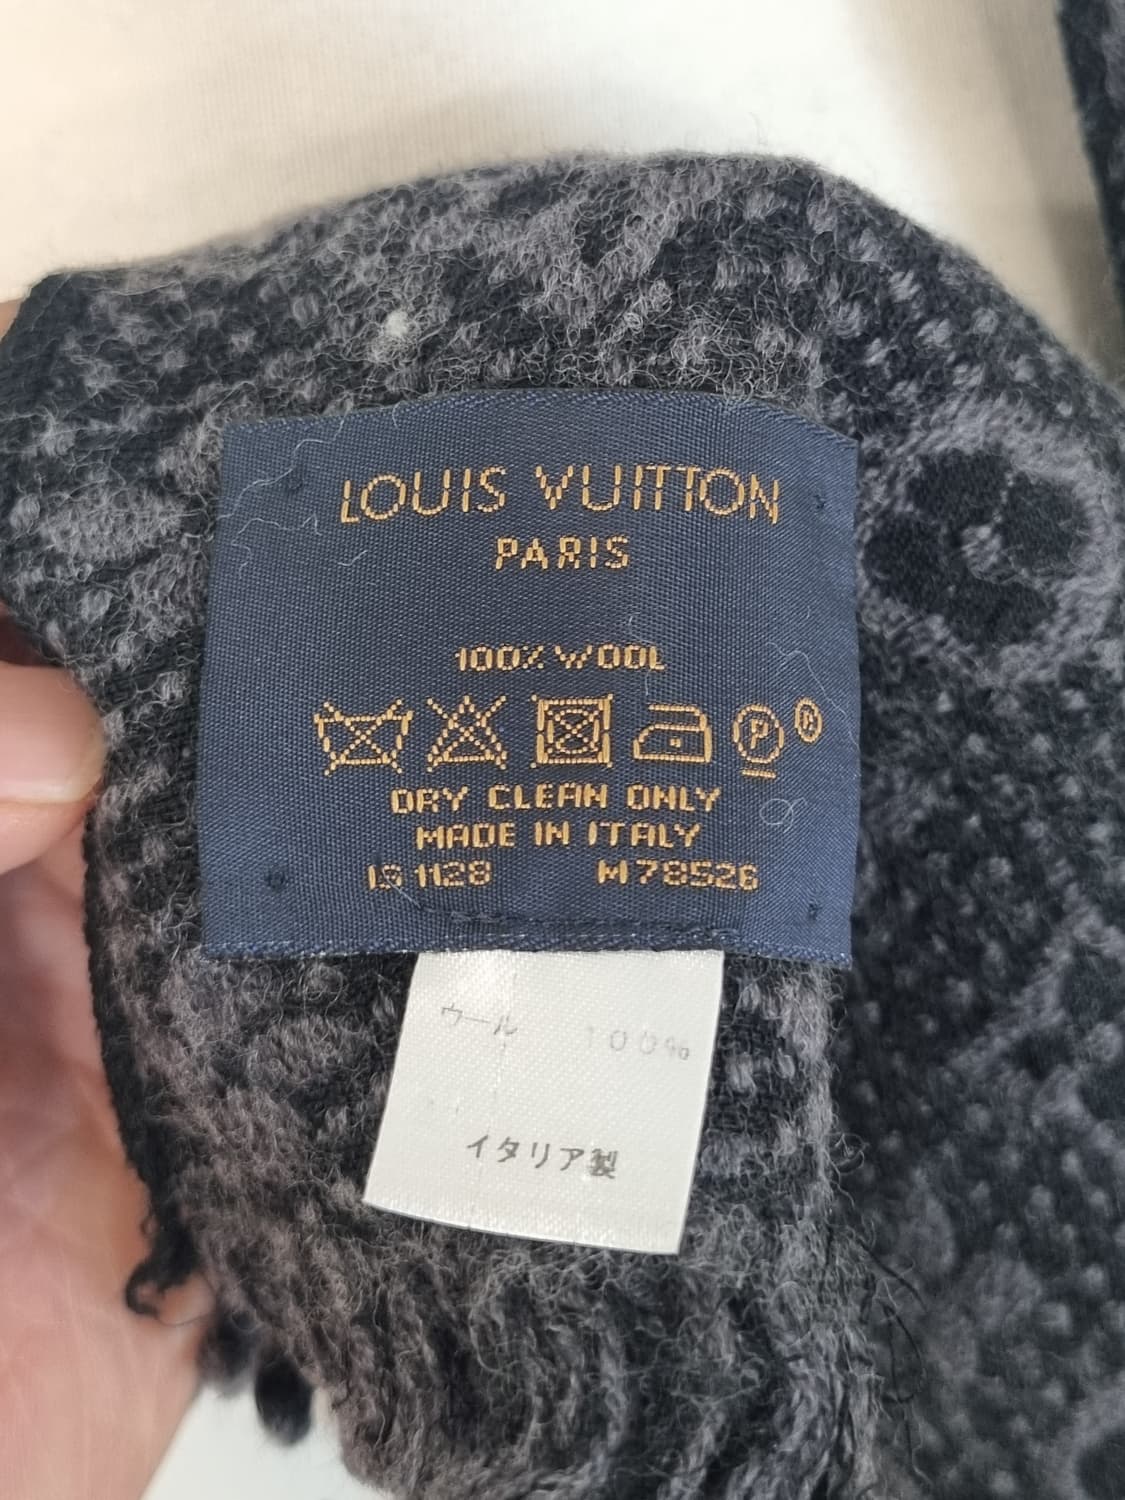 LOUIS VUITTON
PARIS
100% WOOL
P ®
DRY CLEAN ONLY
MADE IN ITALY
LS 1128 M78526
ウール 100%
イタリア製